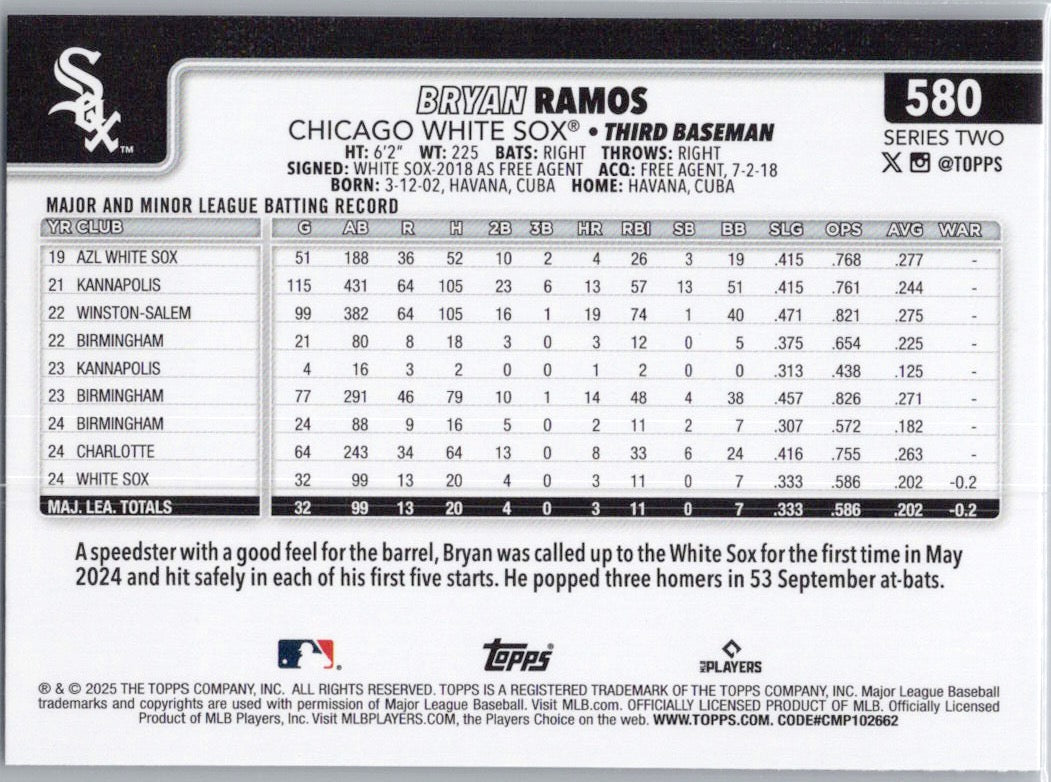 Sox™
BRYAN RAMOS
580
CHICAGO WHITE SOX® • THIRD BASEMAN
SERIES TWO
HT: 6'2" WT: 225 BATS: RIGHT THROWS: RIGHT
X @TOPPS
SIGNED: WHITE SOX-2018 AS FREE AGENT ACQ: FREE AGENT, 7-2-18
BORN: 3-12-02, HAVANA, CUBA HOME: HAVANA, CUBA
MAJOR AND MINOR LEAGUE BATTING RECORD
YR CLUB G AB R H 2B 3B HR RBI SB BB SLG OPS AVG WAR
19 AZL WHITE SOX 51 188 36 52 10 2 4 26 3 19 .415 .768 .277 -
21 KANNAPOLIS 115 431 64 105 23 6 13 57 13 51 .415 .761 .244 -
22 WINSTON-SALEM 99 382 64 105 16 1 19 74 1 40 .471 .821 .275 -
22 BIRMINGHAM 21 80 8 18 3 0 3 12 0 5 .375 .654 .225 -
23 KANNAPOLIS 4 16 3 2 0 0 1 2 0 0 .313 .438 .125 -
23 BIRMINGHAM 77 291 46 79 10 1 14 48 4 38 .457 .826 .271 -
24 BIRMINGHAM 24 88 9 16 5 0 2 11 2 7 .307 .572 .182 -
24 CHARLOTTE 64 243 34 64 13 0 8 33 6 24 .416 .755 .263 -
24 WHITE SOX 32 99 13 20 4 0 3 11 0 7 .333 .586 .202 -0.2
MAJ. LEA. TOTALS 32 99 13 20 4 0 3 11 0 7 .333 .586 .202 -0.2
A speedster with a good feel for the barrel, Bryan was called up to the White Sox for the first time in May
2024 and hit safely in each of his first five starts. He popped three homers in 53 September at-bats.
Topps®
MLB PLAYERS
® & © 2025 THE TOPPS COMPANY, INC. ALL RIGHTS RESERVED. TOPPS IS A REGISTERED TRADEMARK OF THE TOPPS COMPANY, INC. Major League Baseball
trademarks and copyrights are used with permission of Major League Baseball. Visit MLB.com. OFFICIALLY LICENSED PRODUCT OF MLB. Officially Licensed
Product of MLB Players, Inc. Visit MLBPLAYERS.COM, the Players Choice on the web. WWW.TOPPS.COM. CODE#CMP102662